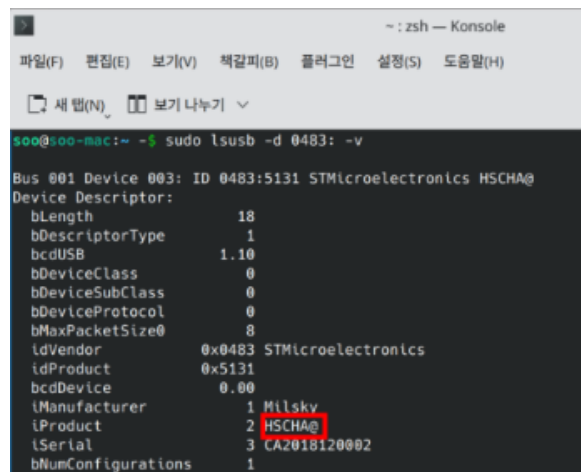 ~ : zsh — Konsole
파일(F) 편집(E) 보기(V) 책갈피(B) 플러그인 설정(S) 도움말(H)
새 탭(N) 보기 나누기
soo@soo-mac:~ -$ sudo lsusb -d 0483: -v
Bus 001 Device 003: ID 0483:5131 STMicroelectronics HSCHA@
Device Descriptor:
bLength 18
bDescriptorType 1
bcdUSB 1.10
bDeviceClass 0
bDeviceSubClass 0
bDeviceProtocol 0
bMaxPacketSize0 8
idVendor 0x0483 STMicroelectronics
idProduct 0x5131
bcdDevice 0.00
iManufacturer 1 Milsky
iProduct 2 HSCHA@
iSerial 3 CA2018120002
bNumConfigurations 1